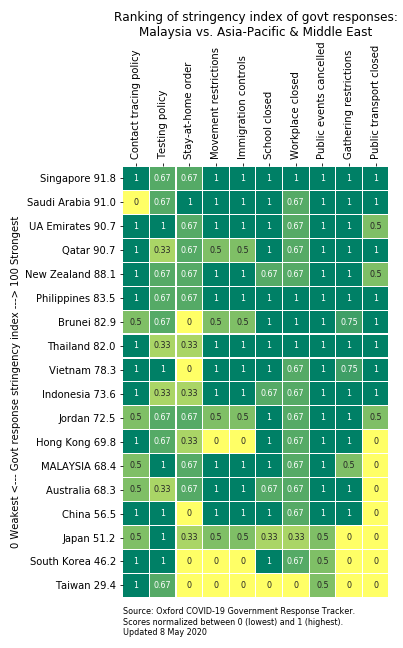 Ranking of stringency index of govt responses:
Malaysia vs. Asia-Pacific & Middle East
Contact tracing policy
Testing policy
Stay-at-home order
Movement restrictions
Immigration controls
School closed
Workplace closed
Public events cancelled
Gathering restrictions
Public transport closed
0 Weakest <--- Govt response stringency index ---> 100 Strongest
Singapore 91.8 1 0.67 0.67 1 1 1 1 1 1 1
Saudi Arabia 91.0 0 0.67 1 1 1 1 0.67 1 1 1
UA Emirates 90.7 1 1 0.67 1 1 1 0.67 1 1 0.5
Qatar 90.7 1 0.33 0.67 0.5 0.5 1 0.67 1 1 1
New Zealand 88.1 1 0.67 0.67 1 1 0.67 0.67 1 1 0.5
Philippines 83.5 1 0.67 0.67 1 1 1 1 1 1 1
Brunei 82.9 0.5 0.67 0 0.5 0.5 1 1 1 0.75 1
Thailand 82.0 1 0.33 0.33 1 1 1 1 1 1 1
Vietnam 78.3 1 1 0 1 1 1 0.67 1 0.75 1
Indonesia 73.6 1 0.33 0.33 1 1 0.67 0.67 1 1 1
Jordan 72.5 0.5 0.67 0.67 0.5 0.5 1 0.67 1 1 0.5
Hong Kong 69.8 1 0.67 0.33 0 0 1 0.67 1 1 0
MALAYSIA 68.4 0.5 1 0.67 1 1 1 0.67 1 0.5 0
Australia 68.3 0.5 0.33 0.67 1 1 0.67 0.67 1 1 0
China 56.5 1 1 0 1 1 1 0.67 1 1 0
Japan 51.2 0.5 1 0.33 0.5 0.5 0.33 0.33 0.5 0 0
South Korea 46.2 1 1 0 0 0 1 0.67 0.5 0 0
Taiwan 29.4 1 0.67 0 0 0 0 0 0.5 0 0
Source: Oxford COVID-19 Government Response Tracker.
Scores normalized between 0 (lowest) and 1 (highest).
Updated 8 May 2020